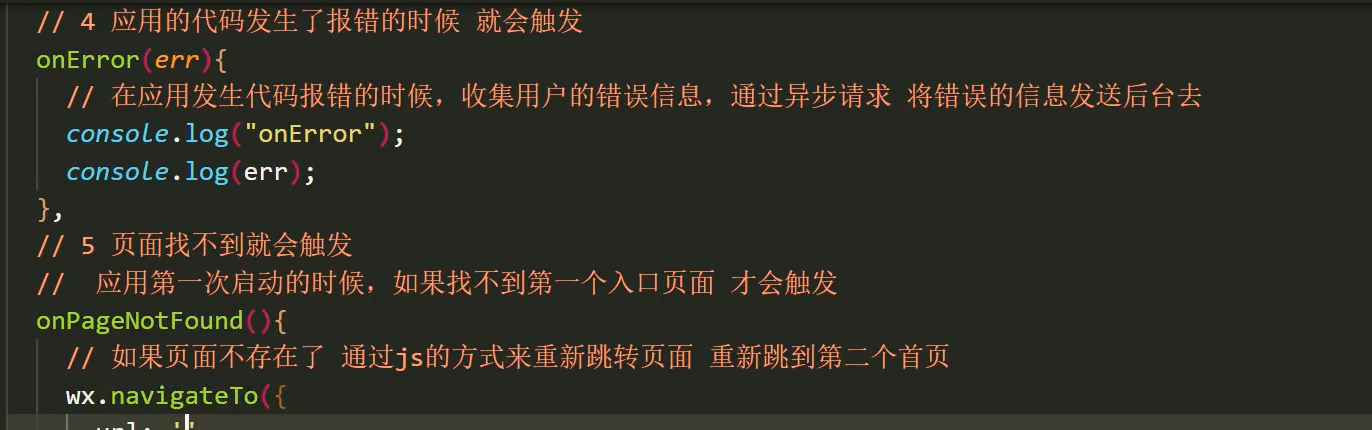 // 4 应用的代码发生了报错的时候 就会触发
onError(err){
// 在应用发生代码报错的时候，收集用户的错误信息，通过异步请求 将错误的信息发送后台去
console.log("onError");
console.log(err);
},
// 5 页面找不到就会触发
//  应用第一次启动的时候，如果找不到第一个入口页面 才会触发
onPageNotFound(){
// 如果页面不存在了 通过js的方式来重新跳转页面 重新跳到第二个首页
wx.navigateTo({
url: ''